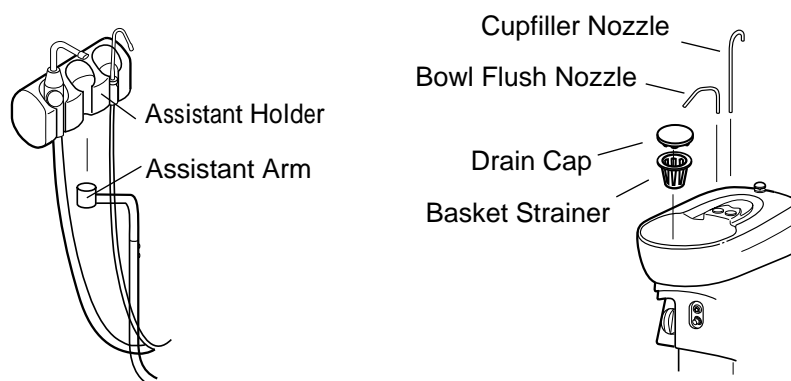 Assistant Holder
Assistant Arm
Cupfiller Nozzle
Bowl Flush Nozzle
Drain Cap
Basket Strainer